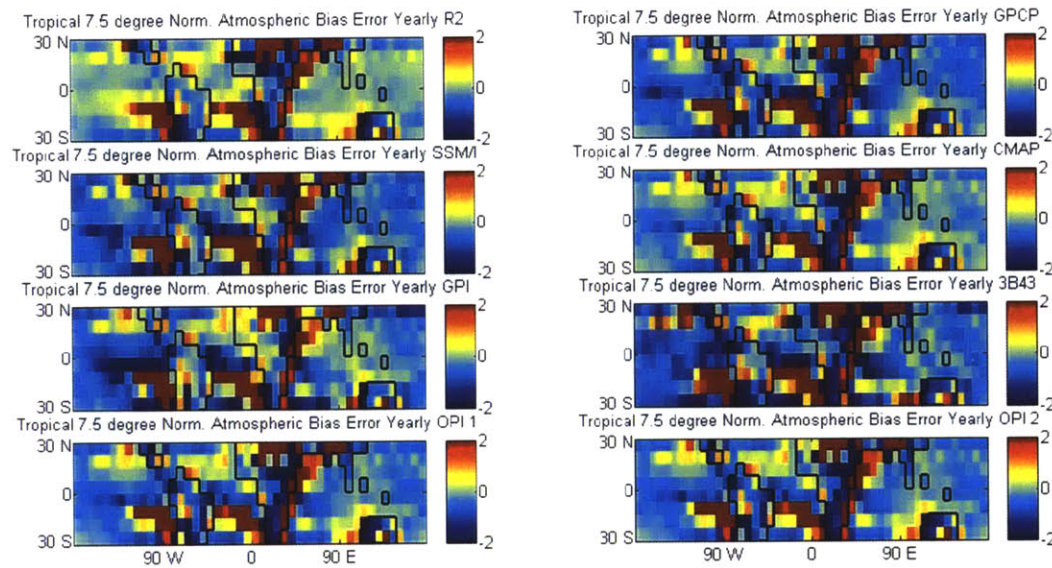 Tropical 7.5 degree Norm. Atmospheric Bias Error Yearly R2
30 N
0
30 S
2
0
-2
Tropical 7.5 degree Norm. Atmospheric Bias Error Yearly SSM/I
30 N
0
30 S
2
0
-2
Tropical 7.5 degree Norm. Atmospheric Bias Error Yearly GPI
30 N
0
30 S
2
0
-2
Tropical 7.5 degree Norm. Atmospheric Bias Error Yearly OPI 1
30 N
0
30 S
2
0
-2
90 W 0 90 E
Tropical 7.5 degree Norm. Atmospheric Bias Error Yearly GPCP
30 N
0
30 S
2
0
-2
Tropical 7.5 degree Norm. Atmospheric Bias Error Yearly CMAP
30 N
0
30 S
2
0
-2
Tropical 7.5 degree Norm. Atmospheric Bias Error Yearly 3B43
30 N
0
30 S
2
0
-2
Tropical 7.5 degree Norm. Atmospheric Bias Error Yearly OPI 2
30 N
0
30 S
2
0
-2
90 W 0 90 E